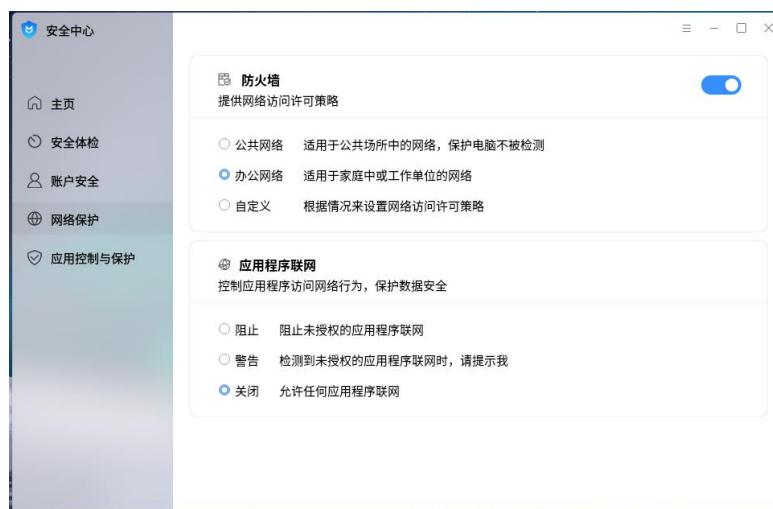 安全中心
主页
安全体检
账户安全
网络保护
应用控制与保护
防火墙
提供网络访问许可策略
公共网络 适用于公共场所中的网络，保护电脑不被检测
办公网络 适用于家庭中或工作单位的网络
自定义 根据情况来设置网络访问许可策略
应用程序联网
控制应用程序访问网络行为，保护数据安全
阻止 阻止未授权的应用程序联网
警告 检测到未授权的应用程序联网时，请提示我
关闭 允许任何应用程序联网